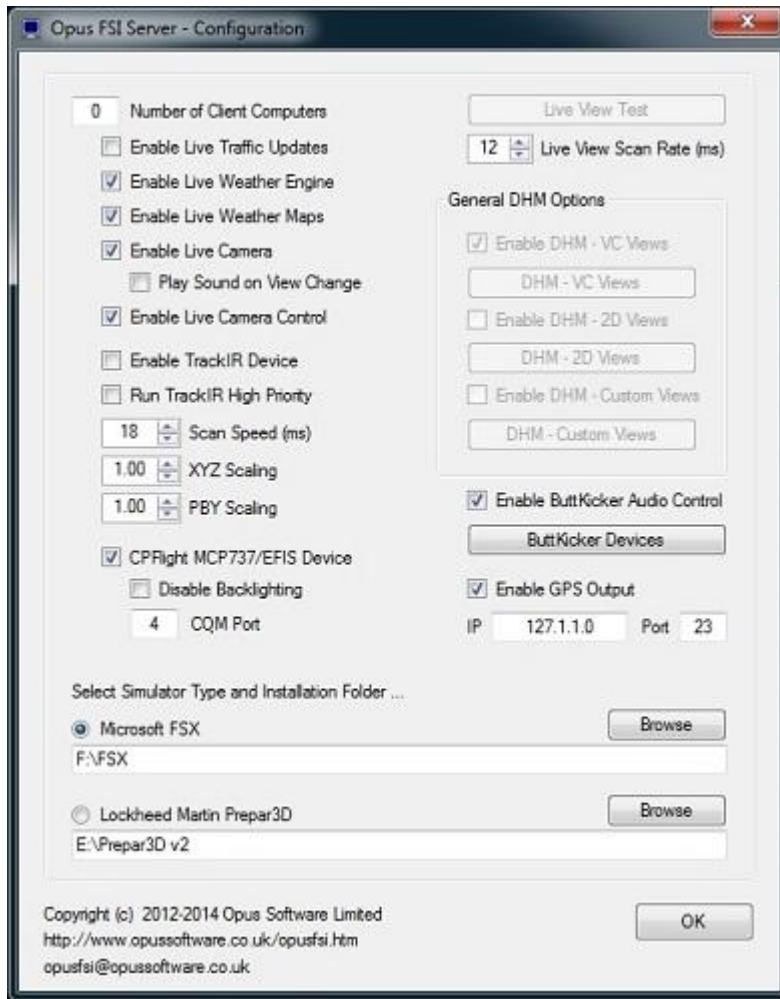 Opus FSI Server - Configuration
0 Number of Client Computers
Enable Live Traffic Updates
Enable Live Weather Engine
Enable Live Weather Maps
Enable Live Camera
Play Sound on View Change
Enable Live Camera Control
Enable TrackIR Device
Run TrackIR High Priority
18 Scan Speed (ms)
1.00 XYZ Scaling
1.00 PBY Scaling
CPFlight MCP737/EFIS Device
Disable Backlighting
4 COM Port
Live View Test
12 Live View Scan Rate (ms)
General DHM Options
Enable DHM - VC Views
DHM - VC Views
Enable DHM - 2D Views
DHM - 2D Views
Enable DHM - Custom Views
DHM - Custom Views
Enable ButtKicker Audio Control
ButtKicker Devices
Enable GPS Output
IP 127.1.1.0 Port 23
Select Simulator Type and Installation Folder ...
Microsoft FSX Browse
F:\FSX
Lockheed Martin Prepar3D Browse
E:\Prepar3D v2
Copyright (c) 2012-2014 Opus Software Limited
http://www.opussoftware.co.uk/opusfsi.htm
opusfsi@opussoftware.co.uk
OK